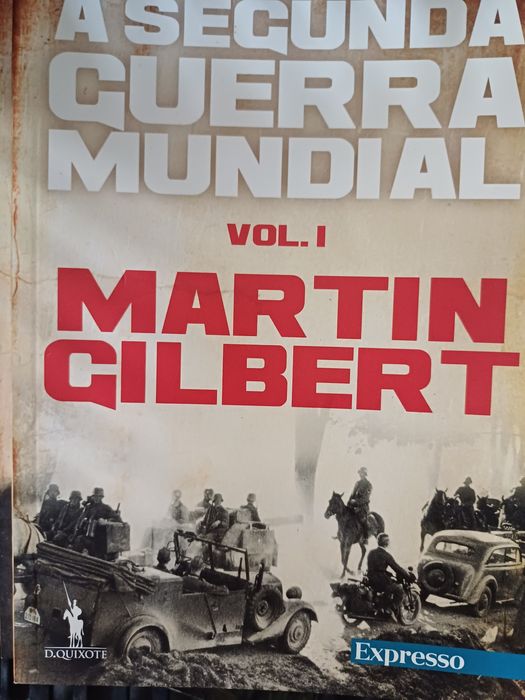 A SEGUNDA
GUERRA
MUNDIAL
VOL. I
MARTIN
GILBERT
D.QUIXOTE
Expresso